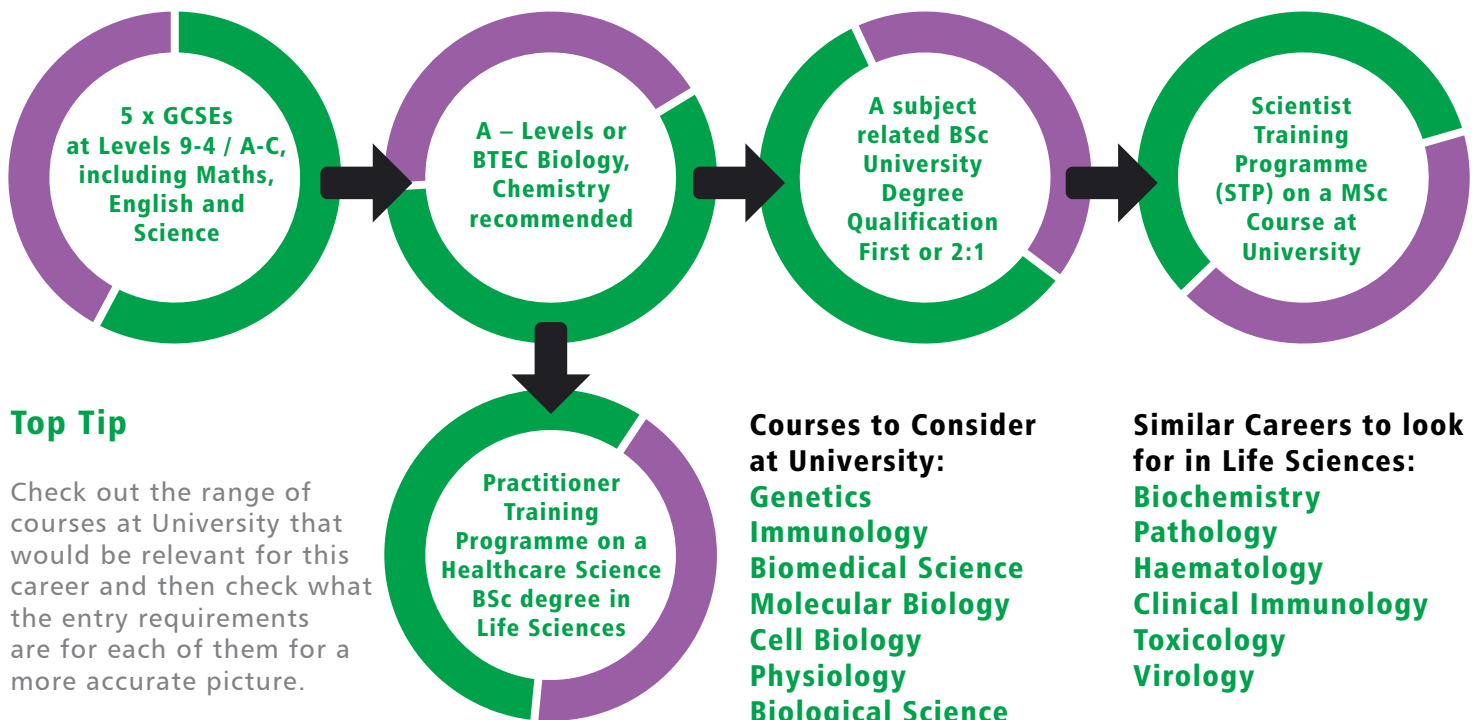 5 x GCSEs
at Levels 9-4 / A-C,
including Maths,
English and
Science
A – Levels or
BTEC Biology,
Chemistry
recommended
A subject
related BSc
University
Degree
Qualification
First or 2:1
Scientist
Training
Programme
(STP) on a MSc
Course at
University
Practitioner
Training
Programme on a
Healthcare Science
BSc degree in
Life Sciences
Top Tip
Check out the range of
courses at University that
would be relevant for this
career and then check what
the entry requirements
are for each of them for a
more accurate picture.
Courses to Consider
at University:
Genetics
Immunology
Biomedical Science
Molecular Biology
Cell Biology
Physiology
Biological Science
Similar Careers to look
for in Life Sciences:
Biochemistry
Pathology
Haematology
Clinical Immunology
Toxicology
Virology